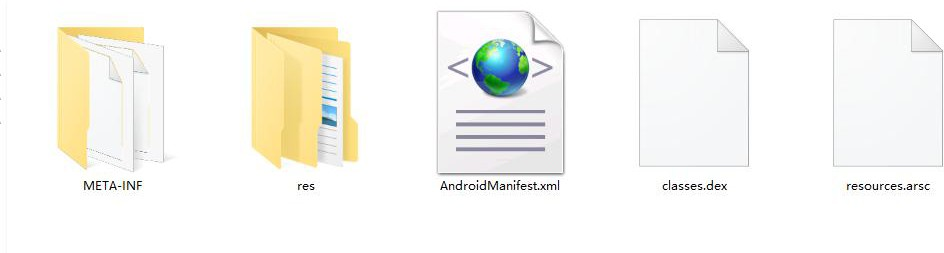 META-INF
res
AndroidManifest.xml
classes.dex
resources.arsc